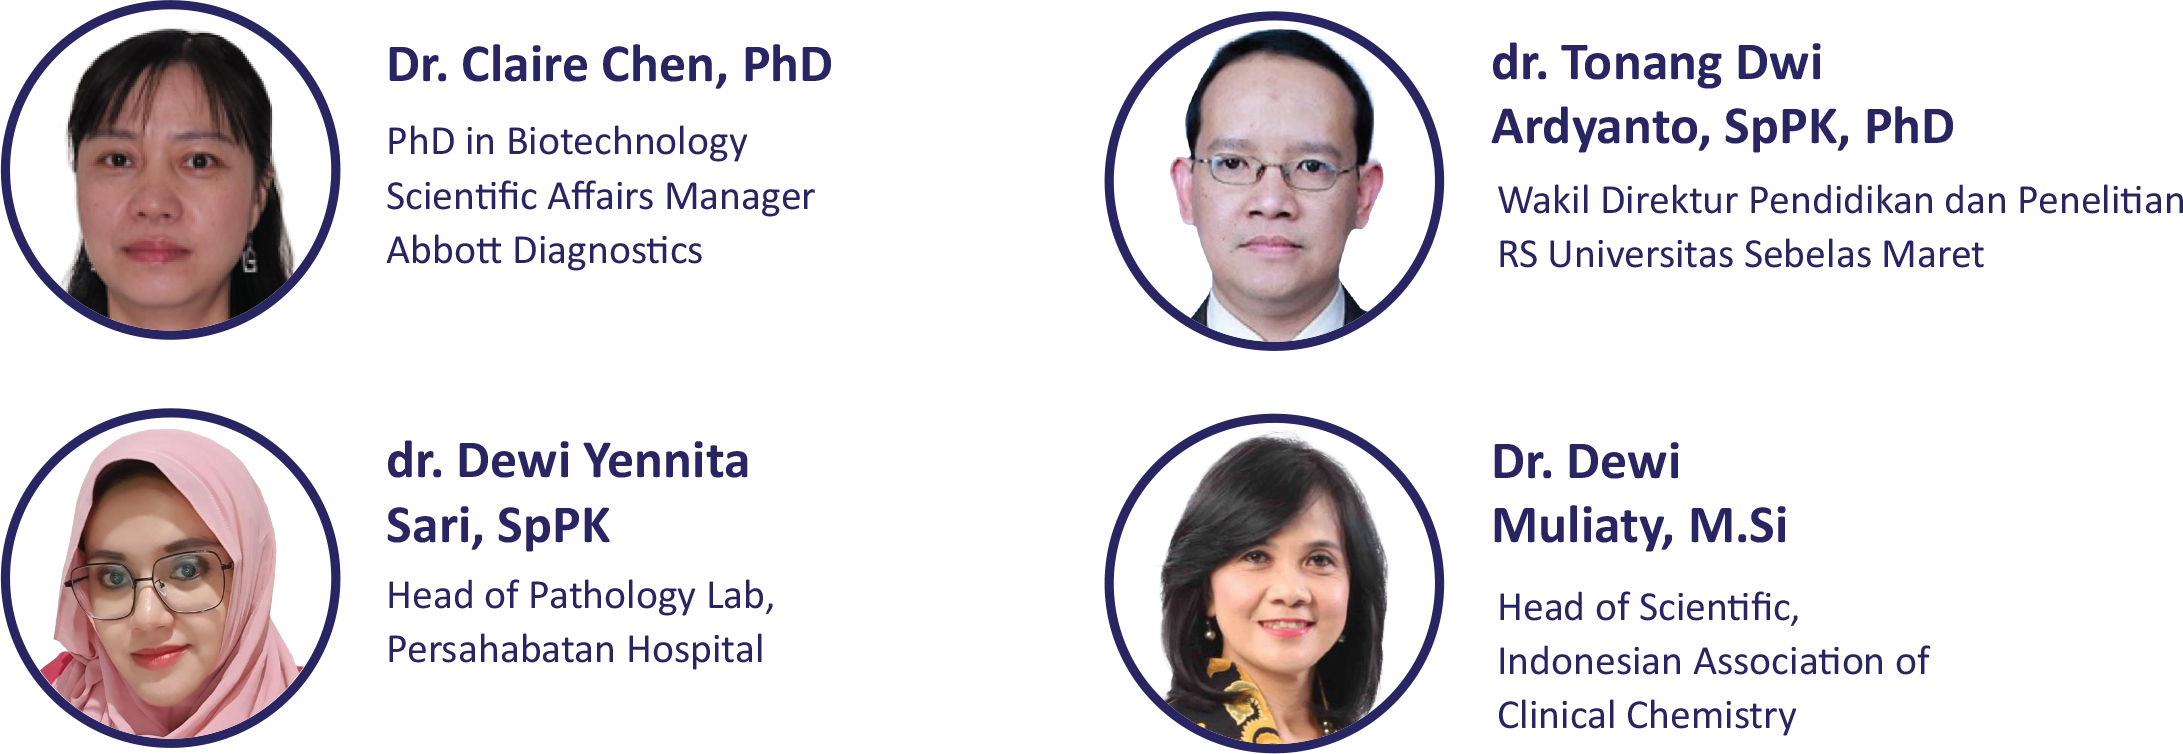 Dr. Claire Chen, PhD
PhD in Biotechnology
Scientific Affairs Manager
Abbott Diagnostics
dr. Tonang Dwi
Ardyanto, SpPK, PhD
Wakil Direktur Pendidikan dan Penelitian
RS Universitas Sebelas Maret
dr. Dewi Yennita
Sari, SpPK
Head of Pathology Lab,
Persahabatan Hospital
Dr. Dewi
Muliaty, M.Si
Head of Scientific,
Indonesian Association of
Clinical Chemistry